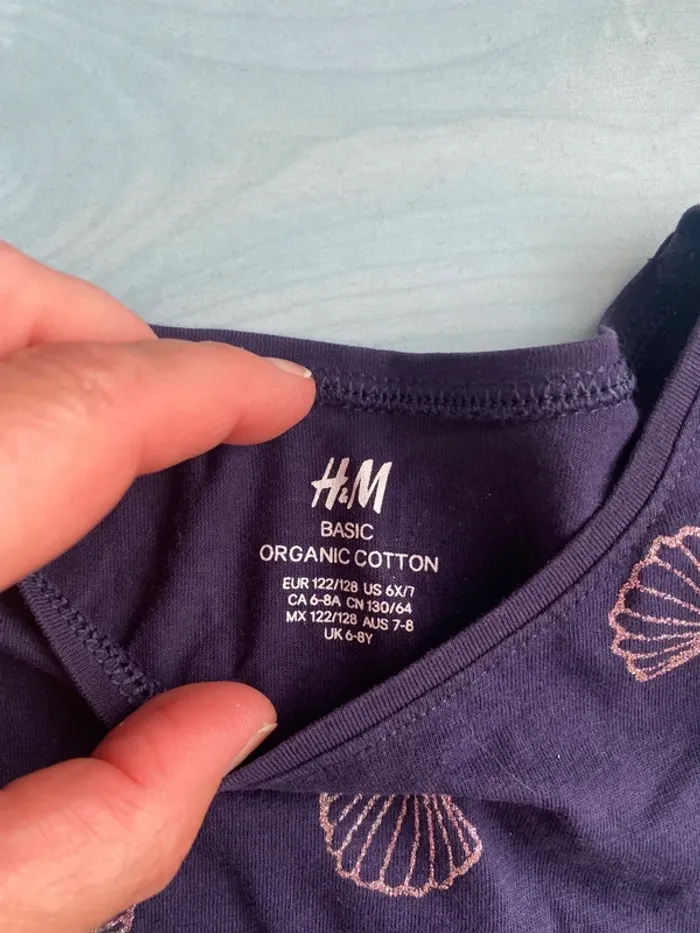 H&M
BASIC
ORGANIC COTTON
EUR 122/128 US 6X/7
CA 6-8A CN 130/64
MX 122/128 AUS 7-8
UK 6-8Y